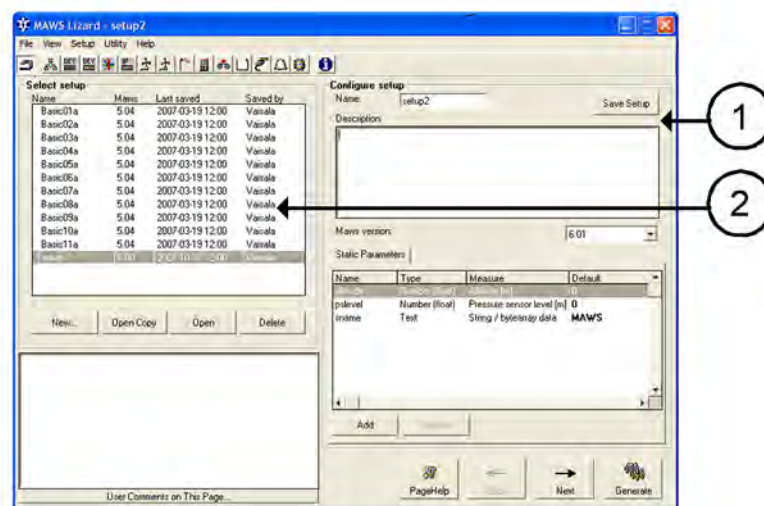 MAWS Lizard - setup2
File View Setup Utility Help
Select setup
Name Maws Last saved Saved by
Basic01a 5.04 2007-03-19 12:00 Vaisala
Basic02a 5.04 2007-03-19 12:00 Vaisala
Basic03a 5.04 2007-03-19 12:00 Vaisala
Basic04a 5.04 2007-03-19 12:00 Vaisala
Basic05a 5.04 2007-03-19 12:00 Vaisala
Basic06a 5.04 2007-03-19 12:00 Vaisala
Basic07a 5.04 2007-03-19 12:00 Vaisala
Basic08a 5.04 2007-03-19 12:00 Vaisala
Basic09a 5.04 2007-03-19 12:00 Vaisala
Basic10a 5.04 2007-03-19 12:00 Vaisala
Basic11a 5.04 2007-03-19 12:00 Vaisala
New... Open Copy Open Delete
User Comments on This Page...
Configure setup
Name: setup2 Save Setup
Description:
Maws version: 6.01
Static Parameters
Name Type Measure Default
pslevel Number (float) Pressure sensor level [m] 0
sname Text String / bytearray data MAWS
Add
PageHelp Next Generate
1
2